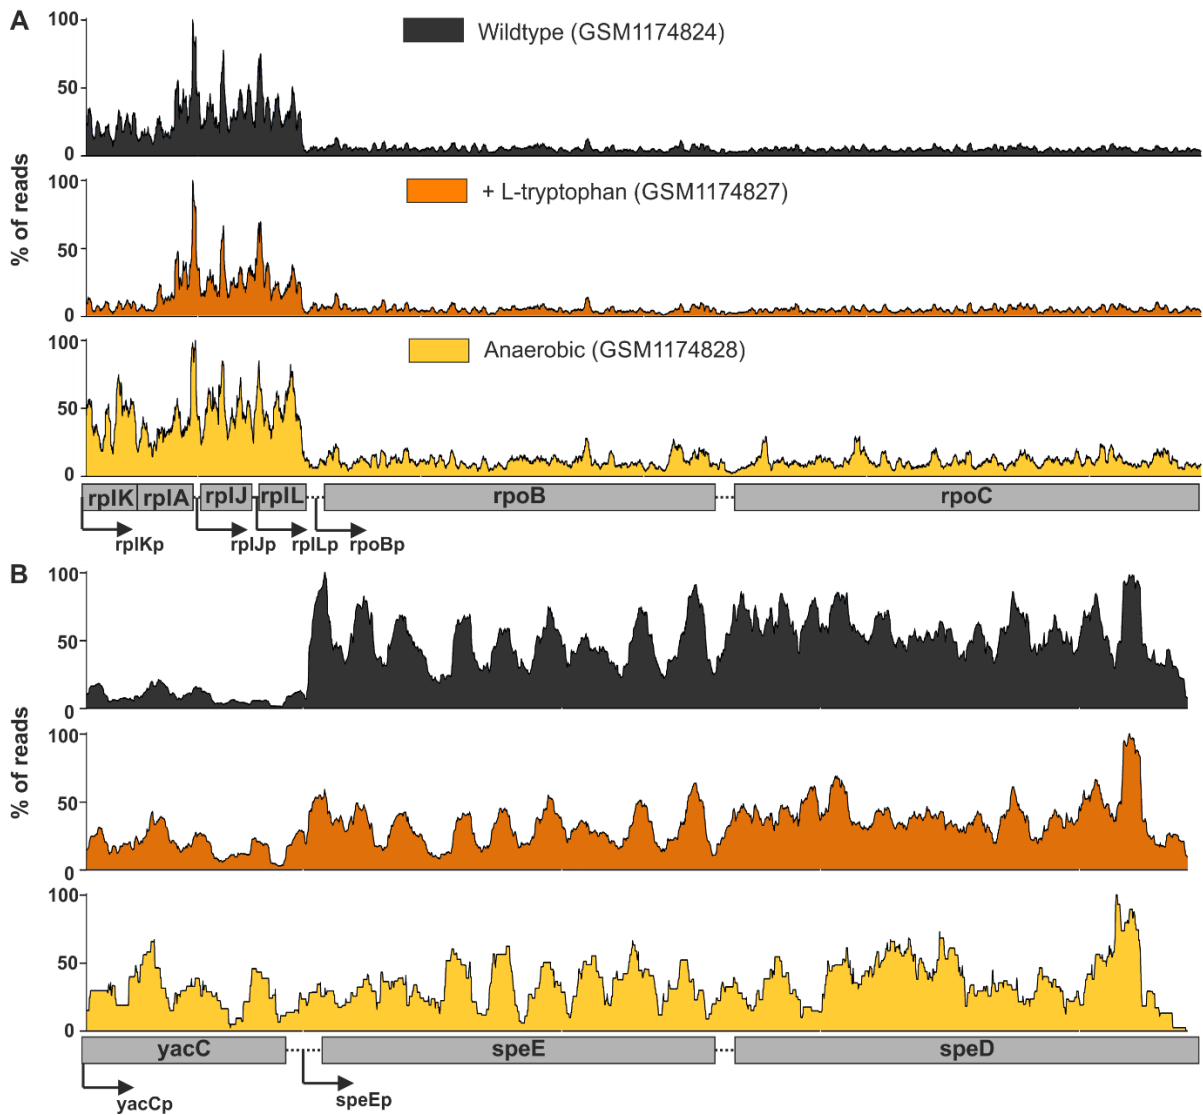 A
% of reads
100
50
0
Wildtype (GSM1174824)
100
50
0
+ L-tryptophan (GSM1174827)
100
50
0
Anaerobic (GSM1174828)
rplK rplA rplJ rplL rpoB rpoC
rplKp rplJp rplLp rpoBp
B
% of reads
100
50
0
100
50
0
100
50
0
yacC speE speD
yacCp speEp